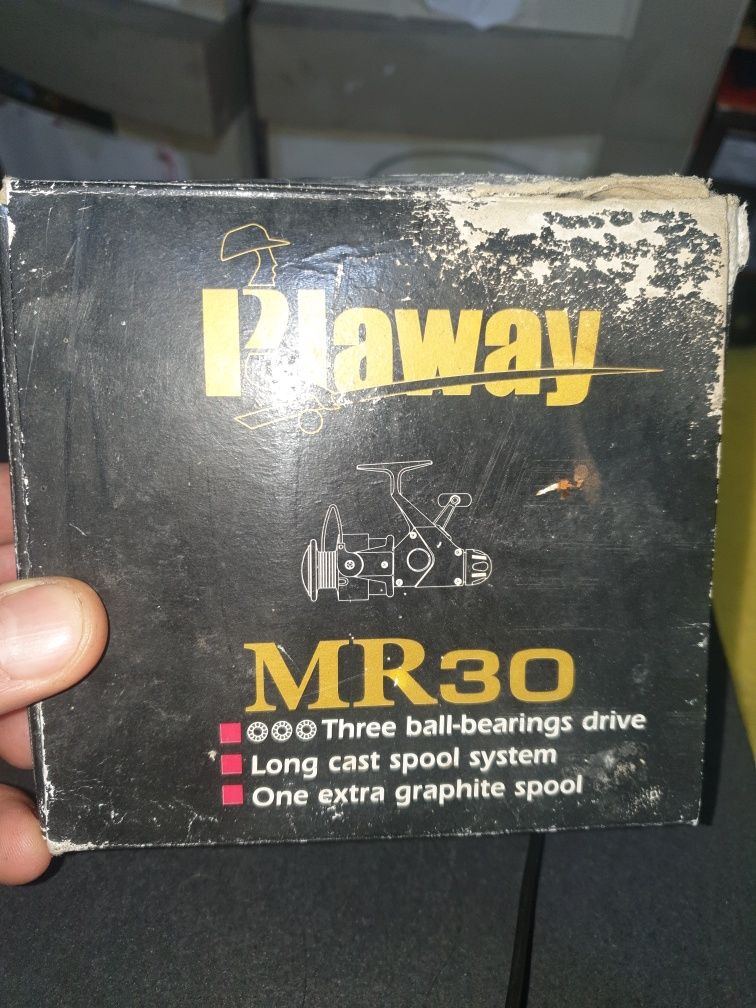 Plaway
MR30
Three ball-bearings drive
Long cast spool system
One extra graphite spool